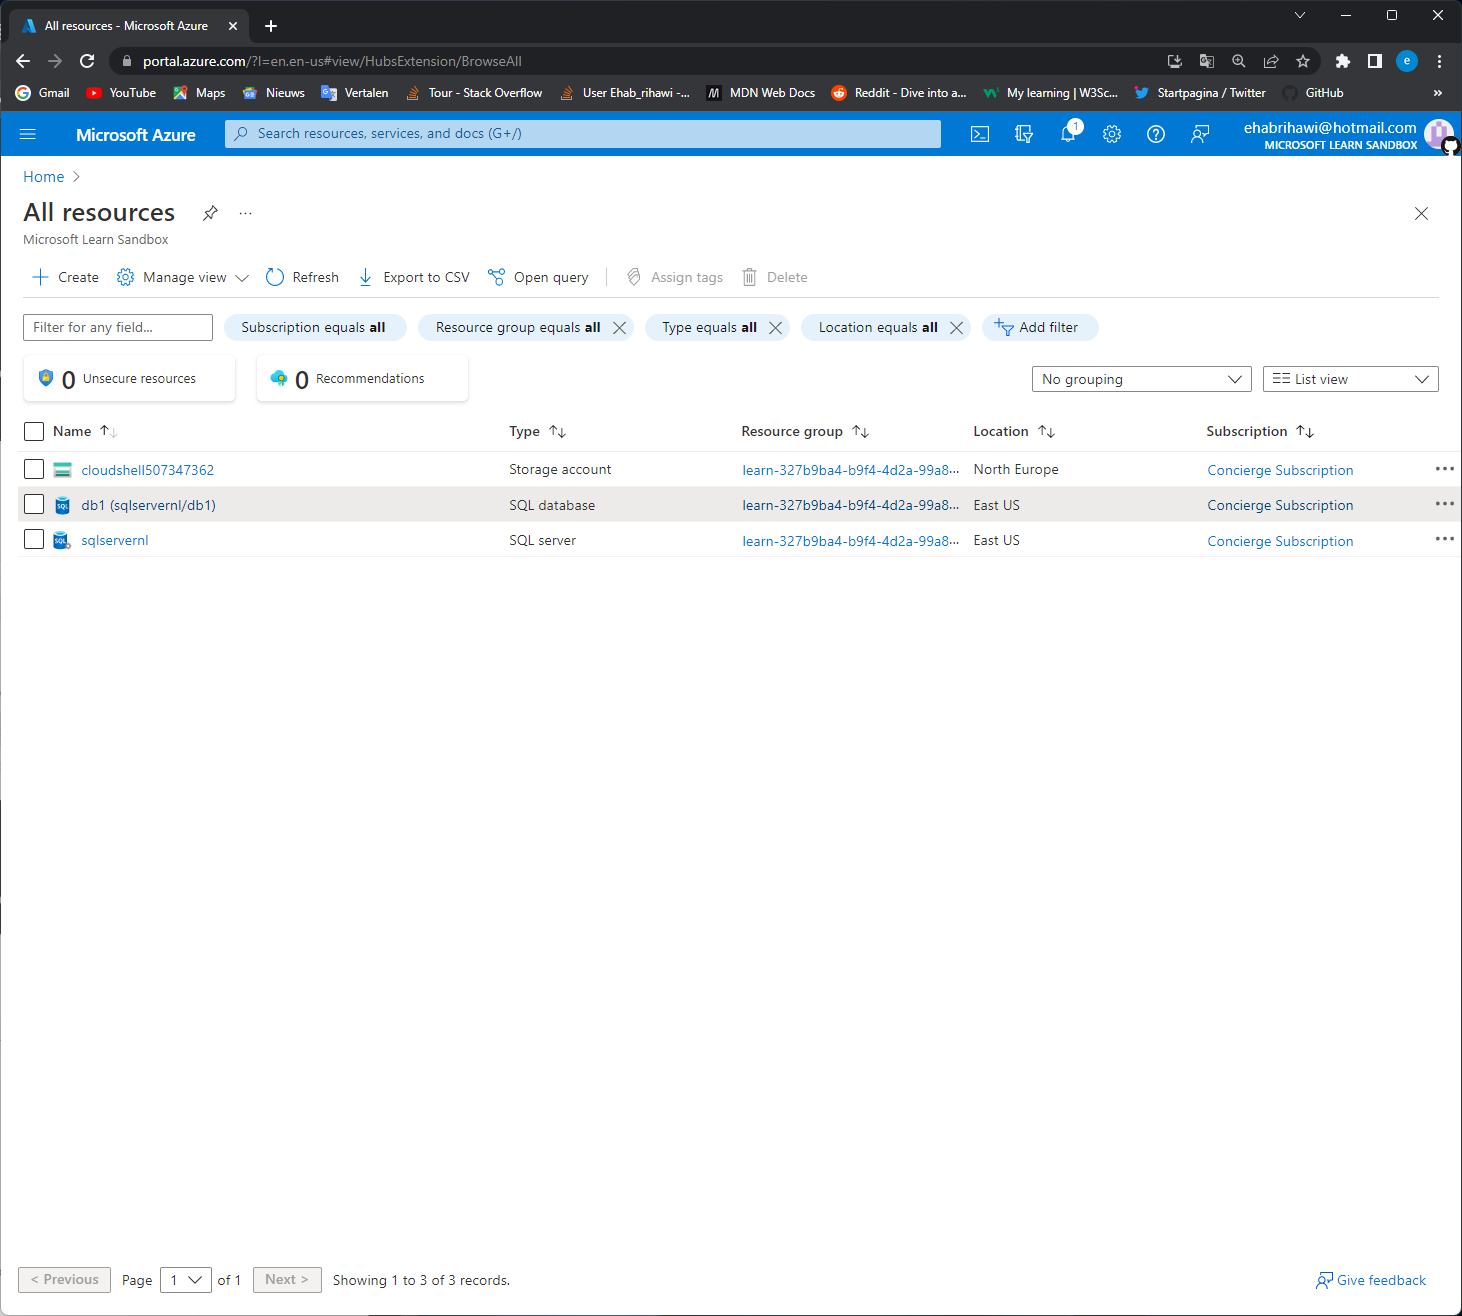 All resources - Microsoft Azure
portal.azure.com/?l=en.en-us#view/HubsExtension/BrowseAll
e
Gmail YouTube Maps Nieuws Vertalen Tour - Stack Overflow User Ehab_rihawi -... MDN Web Docs Reddit - Dive into a... My learning | W3Sc... Startpagina / Twitter GitHub »
Microsoft Azure Search resources, services, and docs (G+/) 1 ehabrihawi@hotmail.com
MICROSOFT LEARN SANDBOX
Home >
All resources ...
Microsoft Learn Sandbox
Create Manage view Refresh Export to CSV Open query Assign tags Delete
Filter for any field... Subscription equals all Resource group equals all Type equals all Location equals all Add filter
0 Unsecure resources 0 Recommendations No grouping List view
Name Type Resource group Location Subscription
cloudshell507347362 Storage account learn-327b9ba4-b9f4-4d2a-99a8... North Europe Concierge Subscription ...
db1 (sqlservernl/db1) SQL database learn-327b9ba4-b9f4-4d2a-99a8... East US Concierge Subscription ...
sqlservernl SQL server learn-327b9ba4-b9f4-4d2a-99a8... East US Concierge Subscription ...
< Previous Page 1 of 1 Next > Showing 1 to 3 of 3 records. Give feedback